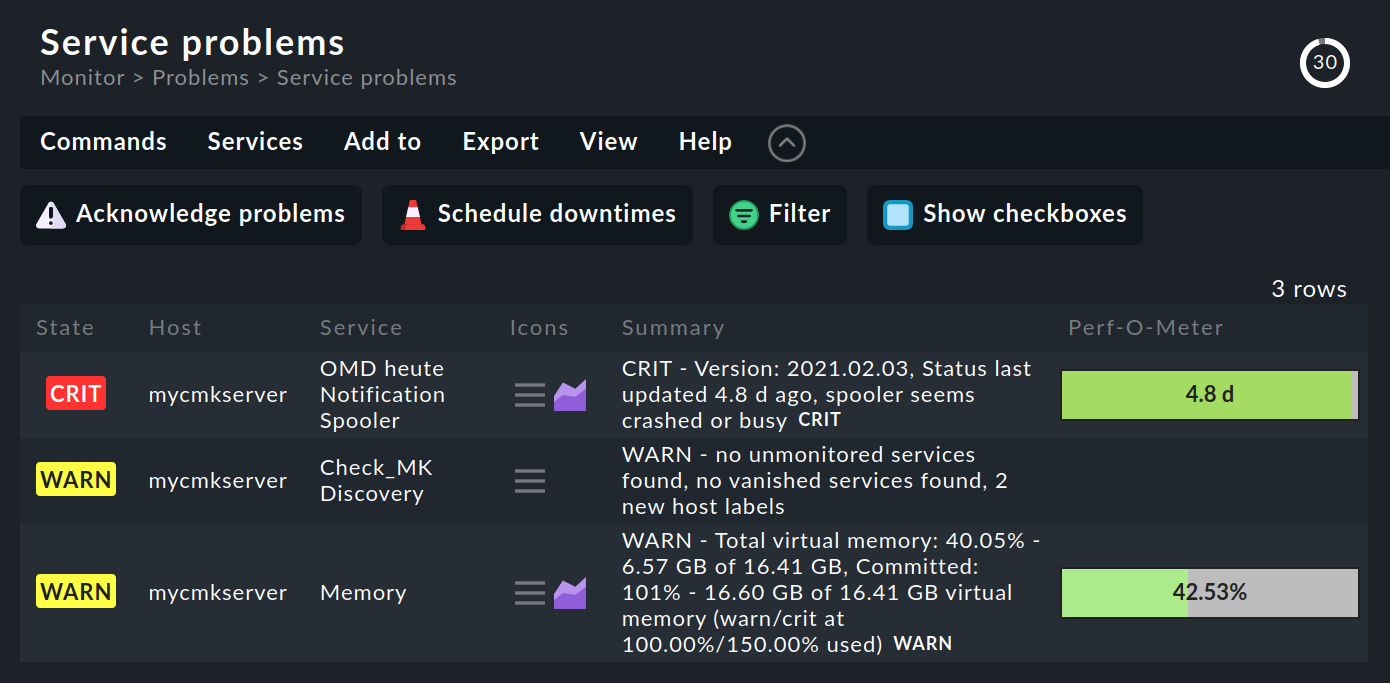 Service problems
Monitor > Problems > Service problems
30
Commands Services Add to Export View Help
Acknowledge problems Schedule downtimes Filter Show checkboxes
3 rows
State Host Service Icons Summary Perf-O-Meter
CRIT
mycmkserver
OMD heute
Notification
Spooler
CRIT - Version: 2021.02.03, Status last
updated 4.8 d ago, spooler seems
crashed or busy CRIT
4.8 d
WARN
mycmkserver
Check_MK
Discovery
WARN - no unmonitored services
found, no vanished services found, 2
new host labels
WARN
mycmkserver
Memory
WARN - Total virtual memory: 40.05% -
6.57 GB of 16.41 GB, Committed:
101% - 16.60 GB of 16.41 GB virtual
memory (warn/crit at
100.00%/150.00% used) WARN
42.53%